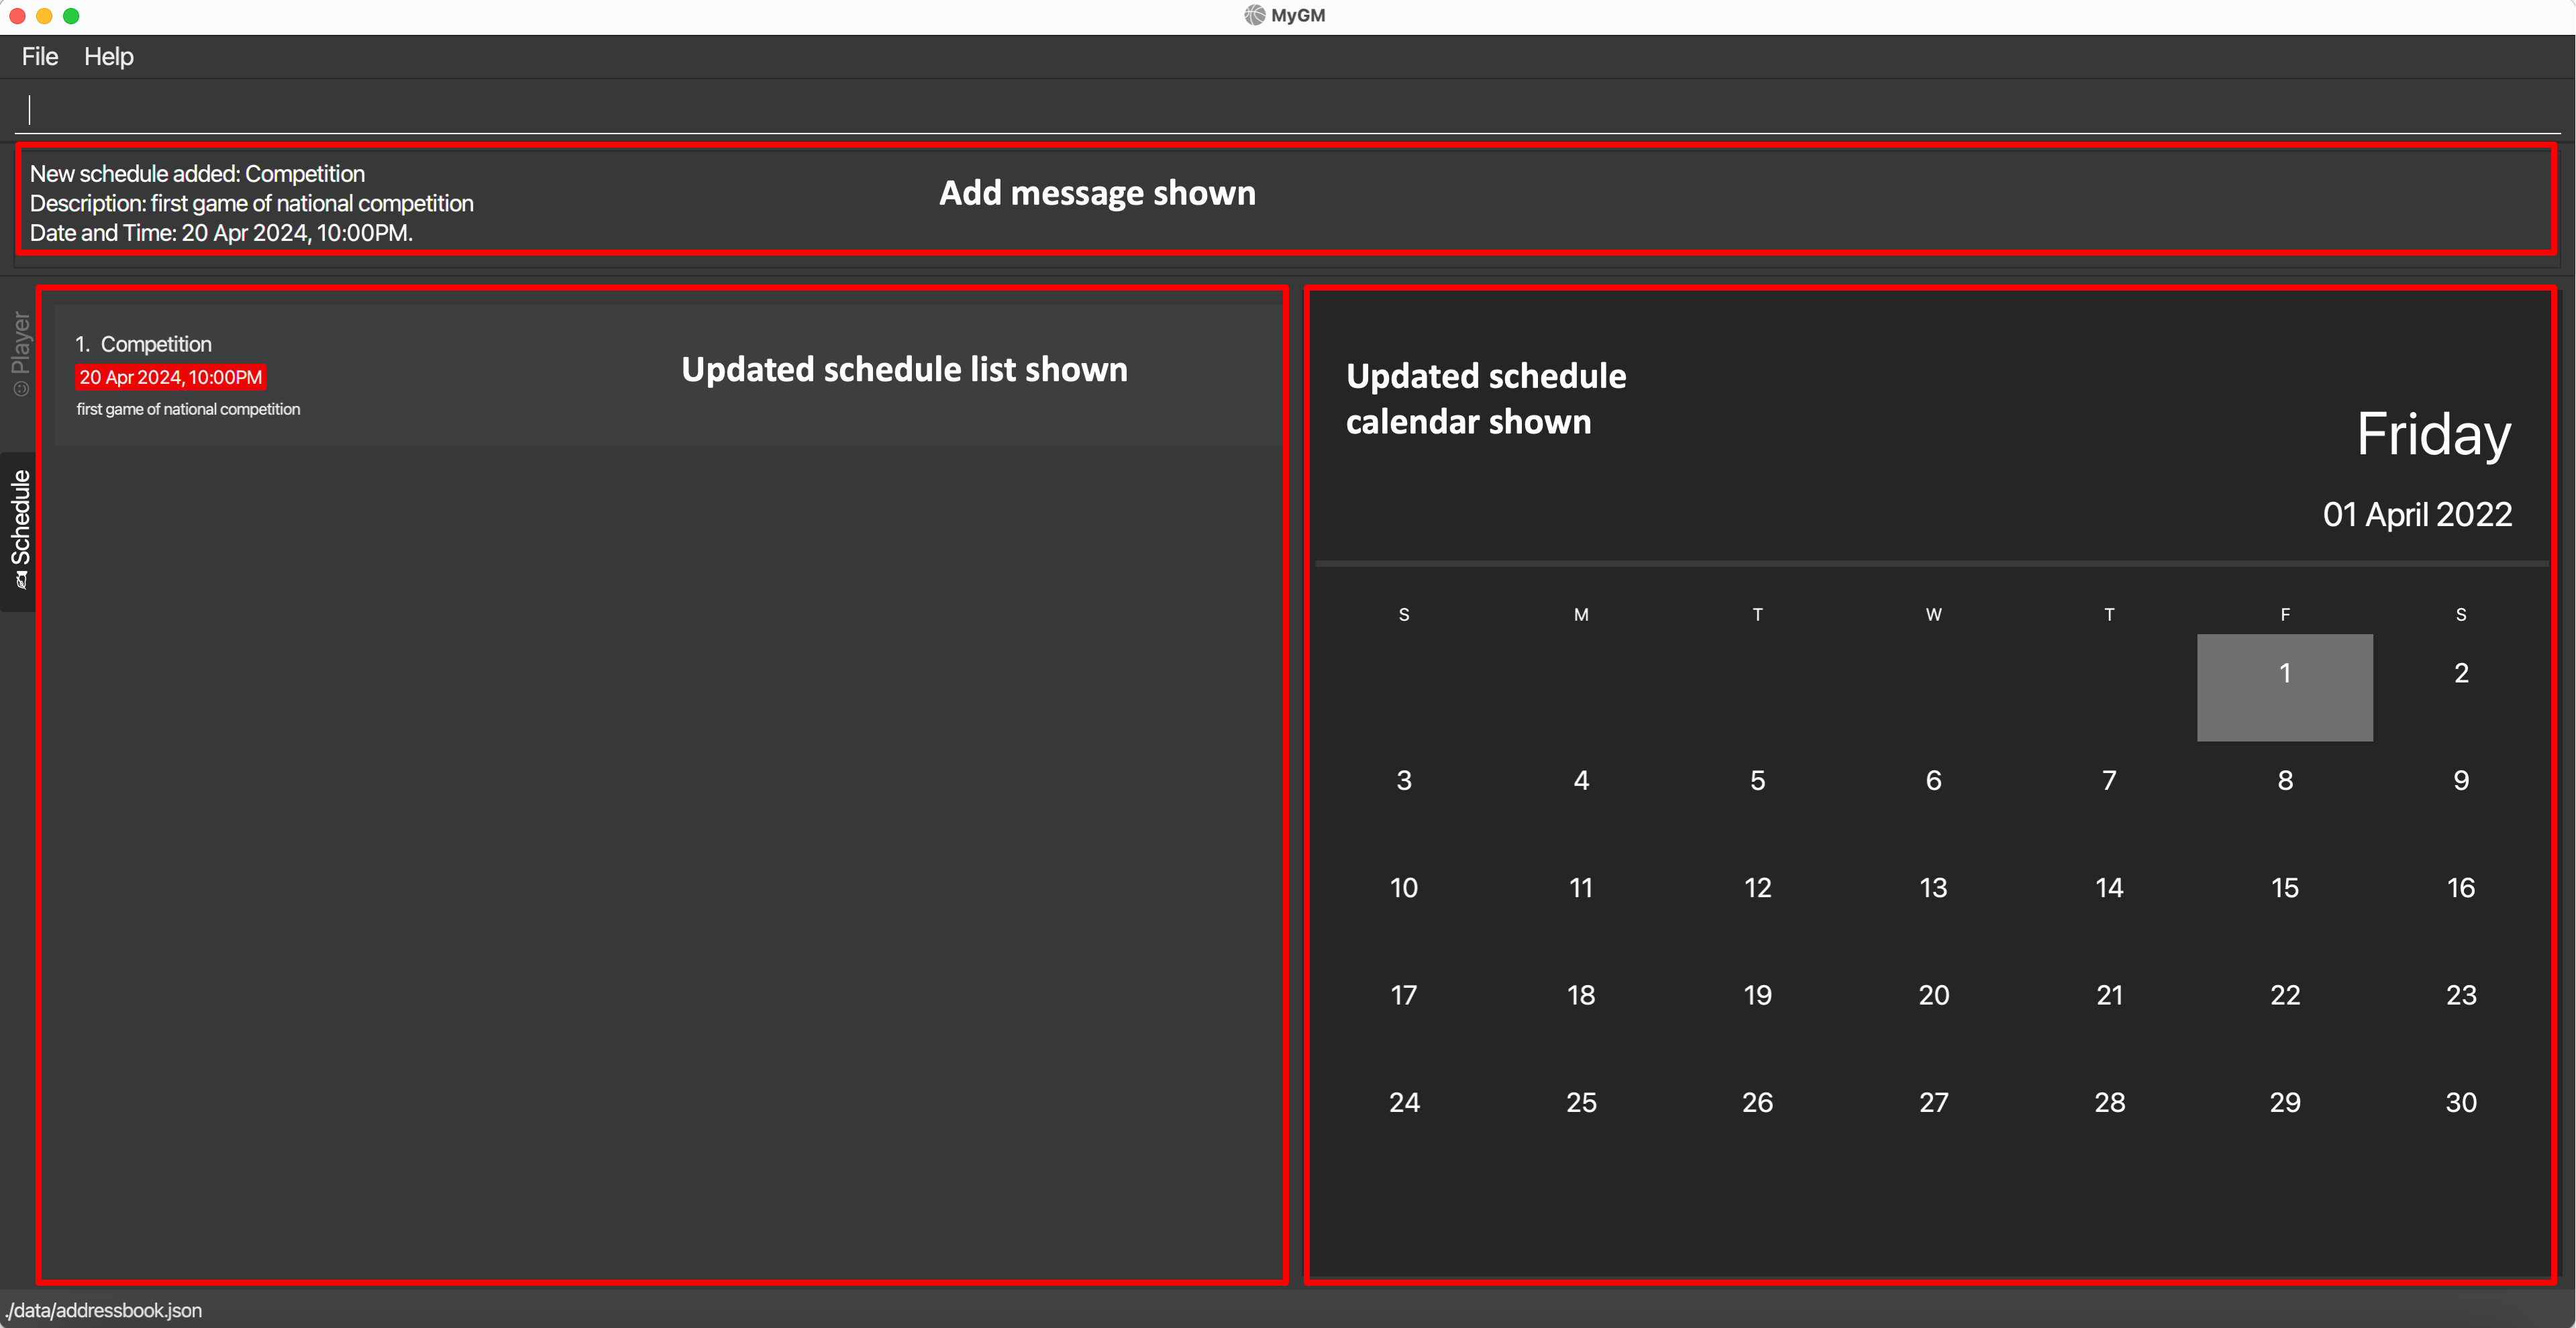 MyGM
File Help
New schedule added: Competition
Description: first game of national competition
Date and Time: 20 Apr 2024, 10:00PM.
Add message shown
Player
Schedule
1. Competition
20 Apr 2024, 10:00PM
first game of national competition
Updated schedule list shown
Updated schedule
calendar shown
Friday
01 April 2022
S M T W T F S
1 2
3 4 5 6 7 8 9
10 11 12 13 14 15 16
17 18 19 20 21 22 23
24 25 26 27 28 29 30
./data/addressbook.json